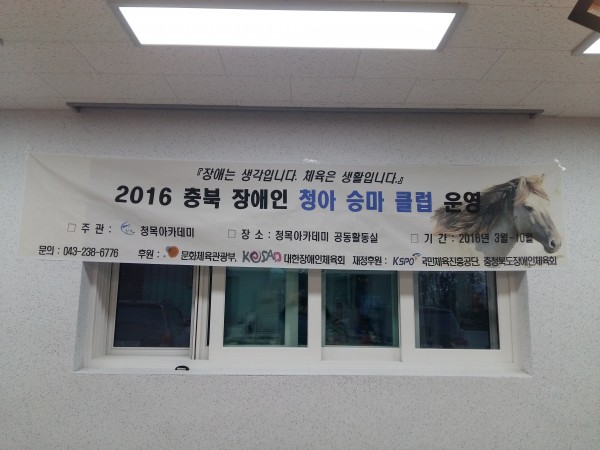 『장애는 생각입니다. 체육은 생활입니다.』
2016 충북 장애인 청아 승마 클럽 운영
□ 주 관 : 청목아카데미 □ 장 소 : 청목아카데미 공동활동실 □ 기 간 : 2016년 3월~10월
문의 : 043-238-6776 후원 : 문화체육관광부, KOSAD 대한장애인체육회 재정후원 : KSPO 국민체육진흥공단, 충청북도장애인체육회